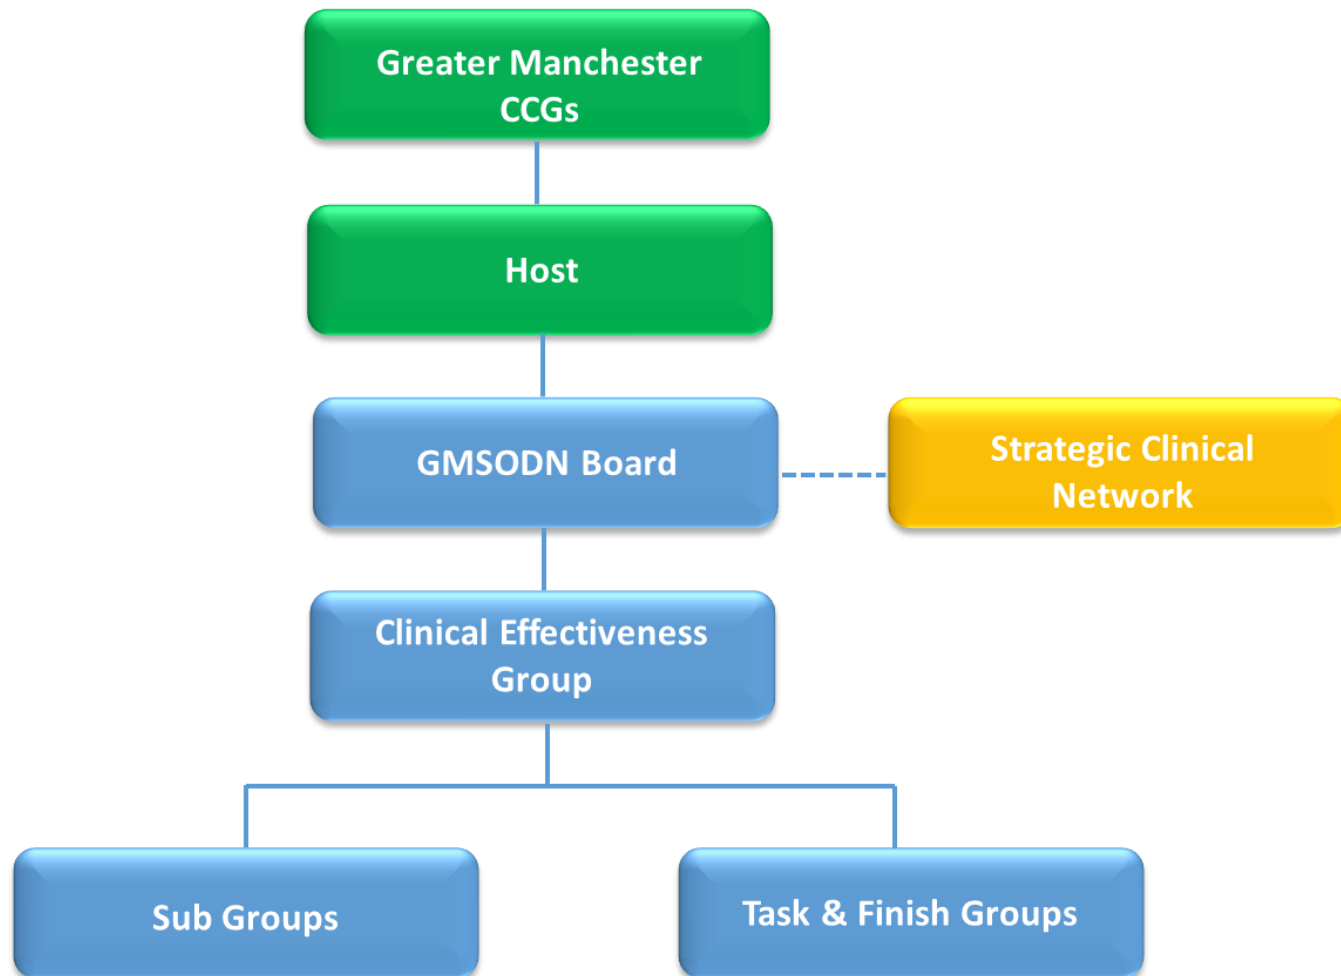 Greater Manchester
CCGs
Host
GMSODN Board
Strategic Clinical
Network
Clinical Effectiveness
Group
Sub Groups
Task & Finish Groups